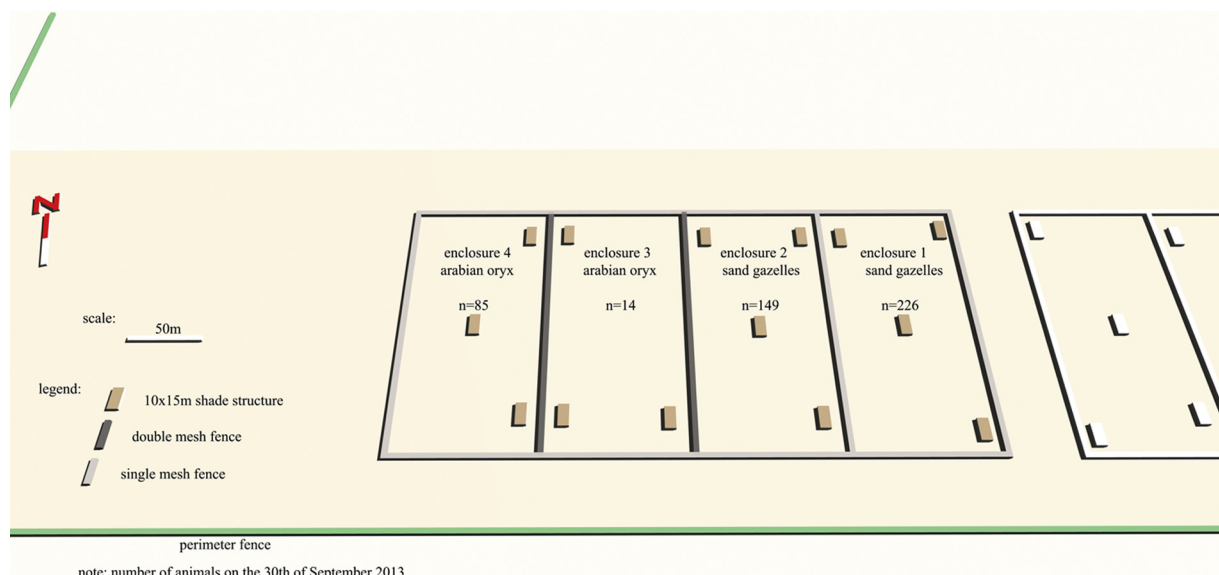 N
enclosure 4
arabian oryx
n=85
enclosure 3
arabian oryx
n=14
enclosure 2
sand gazelles
n=149
enclosure 1
sand gazelles
n=226
scale:
50m
legend:
10x15m shade structure
double mesh fence
single mesh fence
perimeter fence
note: number of animals on the 30th of September 2013